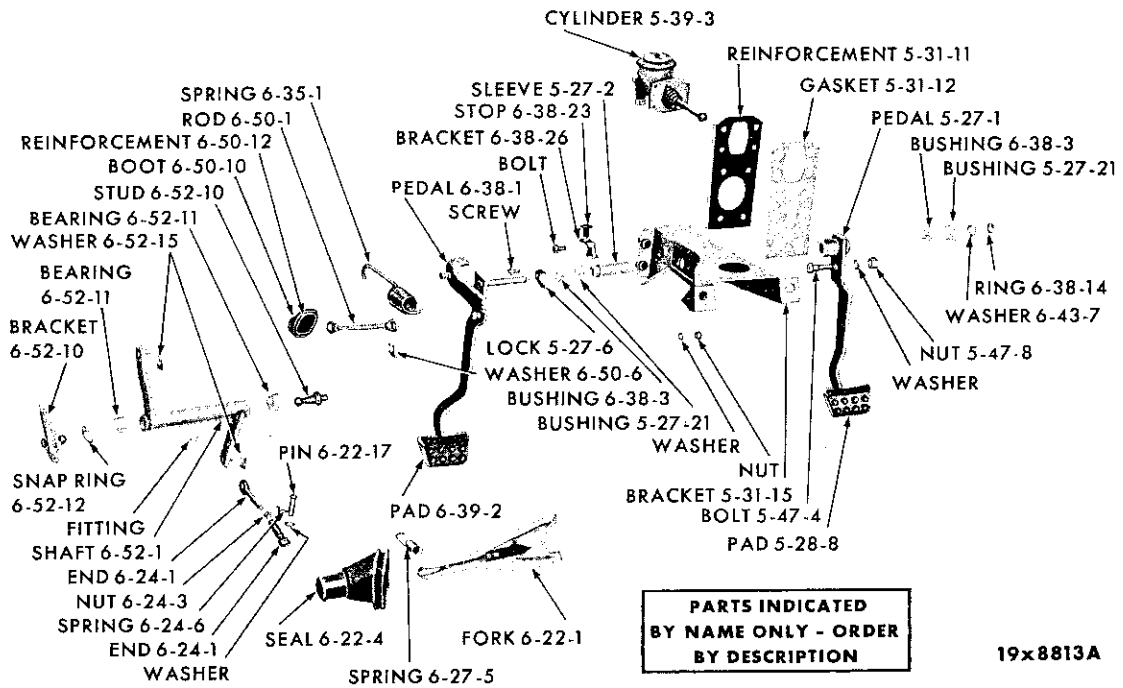 CYLINDER 5-39-3
REINFORCEMENT 5-31-11
SLEEVE 5-27-2
GASKET 5-31-12
SPRING 6-35-1
STOP 6-38-23
PEDAL 5-27-1
ROD 6-50-1
BRACKET 6-38-26
BUSHING 6-38-3
REINFORCEMENT 6-50-12
BOLT
BUSHING 5-27-21
BOOT 6-50-10
PEDAL 6-38-1
STUD 6-52-10
SCREW
BEARING 6-52-11
WASHER 6-52-15
BEARING
6-52-11
BRACKET
6-52-10
RING 6-38-14
WASHER 6-43-7
LOCK 5-27-6
NUT 5-47-8
WASHER 6-50-6
WASHER
BUSHING 6-38-3
BUSHING 5-27-21
WASHER
PIN 6-22-17
NUT
SNAP RING
6-52-12
BRACKET 5-31-15
PAD 6-39-2
BOLT 5-47-4
FITTING
PAD 5-28-8
SHAFT 6-52-1
END 6-24-1
NUT 6-24-3
SPRING 6-24-6
SEAL 6-22-4
FORK 6-22-1
END 6-24-1
WASHER
SPRING 6-27-5
PARTS INDICATED
BY NAME ONLY - ORDER
BY DESCRIPTION
19x8813A